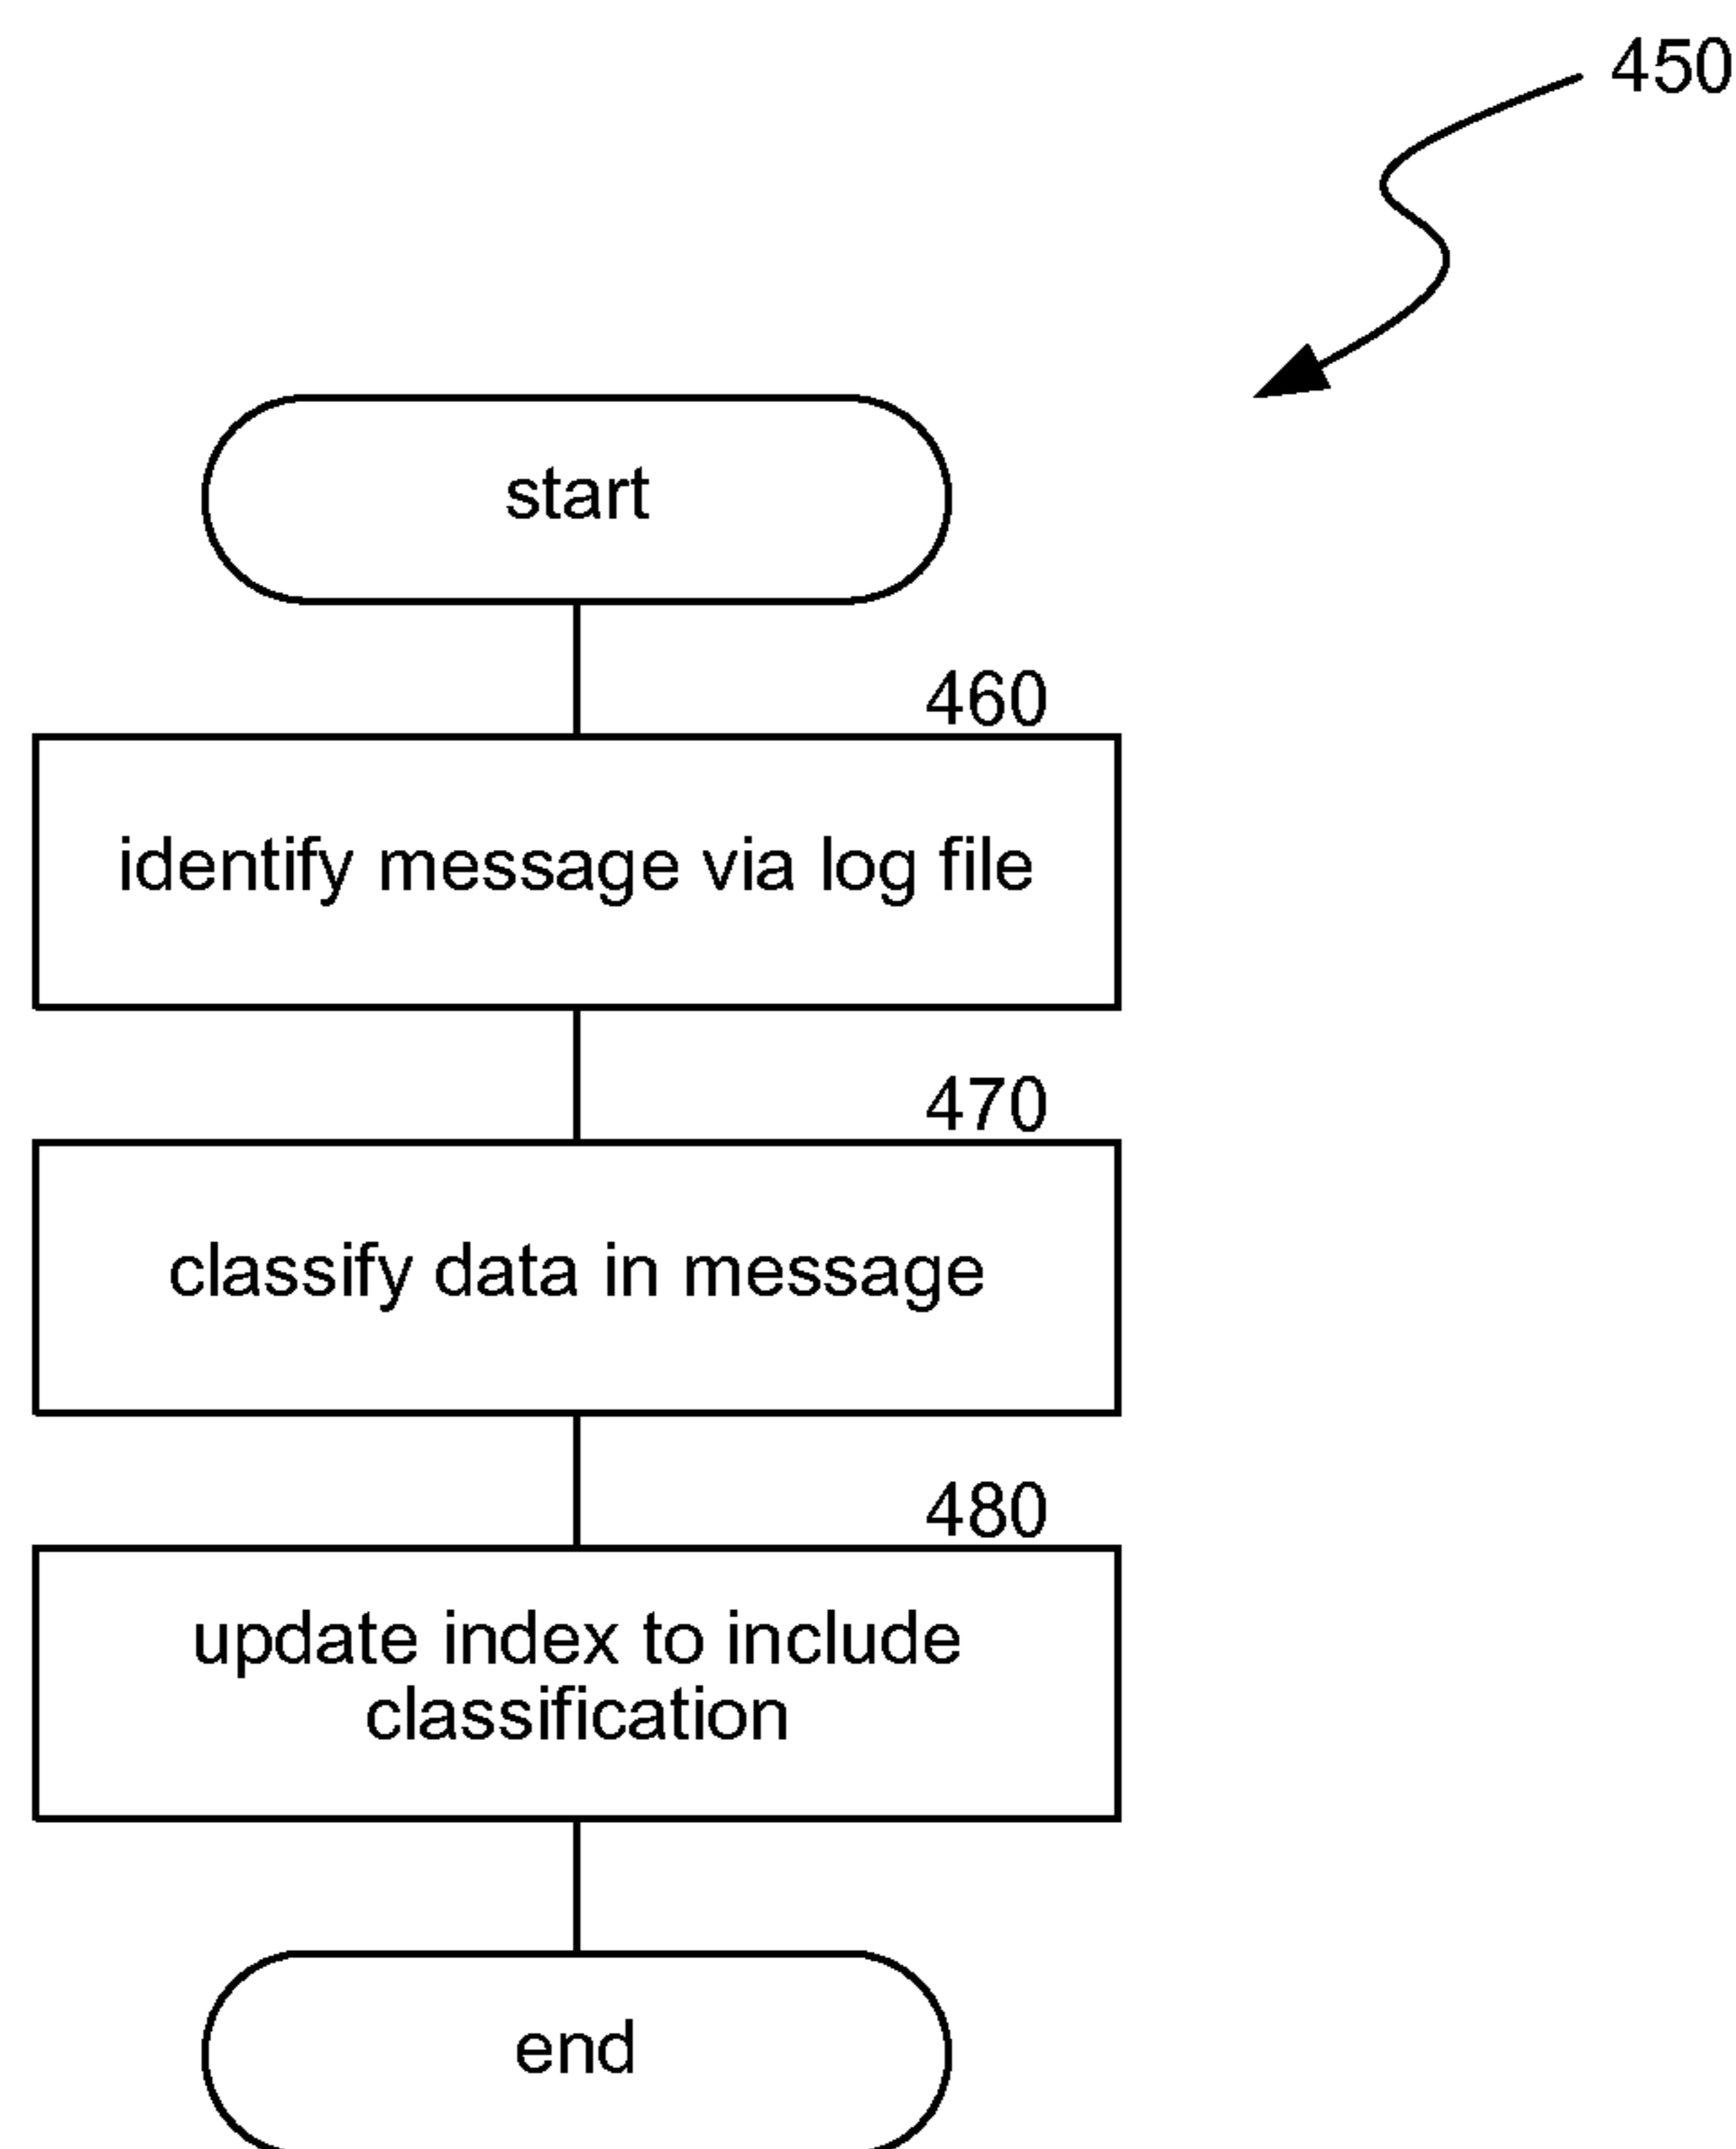 450
start
460
identify message via log file
470
classify data in message
480
update index to include
classification
end